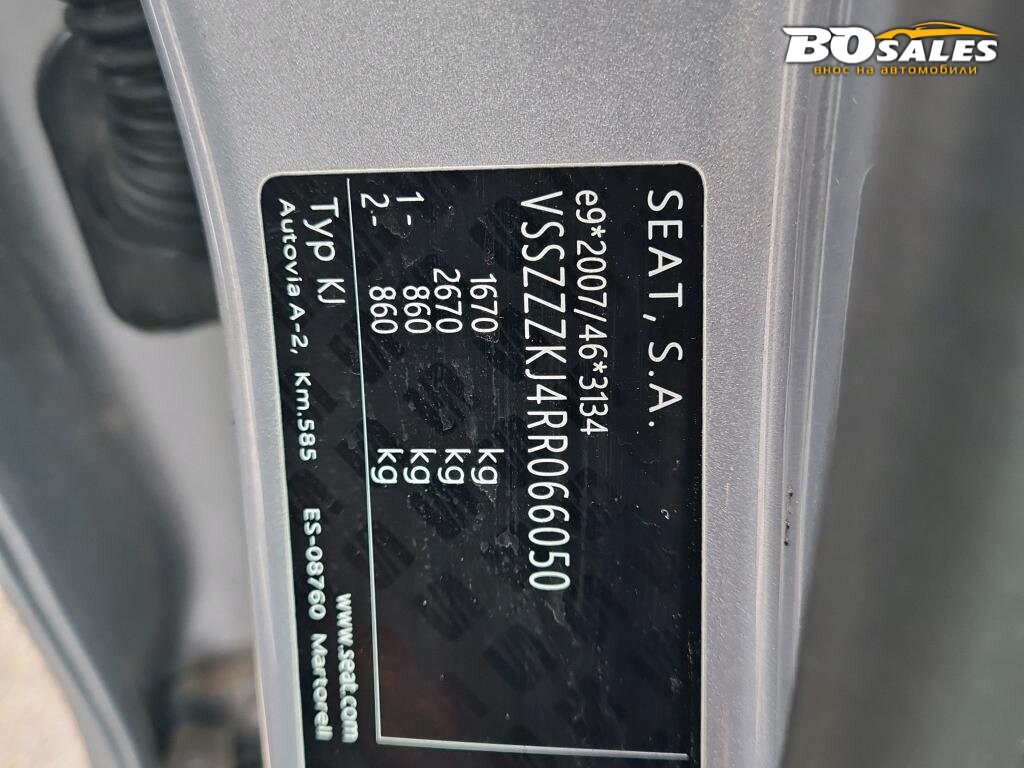 BOSALES
внос на автомобили
SEAT, S.A.
e9*2007/46*3134
VSSZZZKJ4RR066050
1670 kg
2670 kg
1- 860 kg
2- 860 kg
Typ KJ www.seat.com
Autovia A-2, Km.585 ES-08760 Martorell